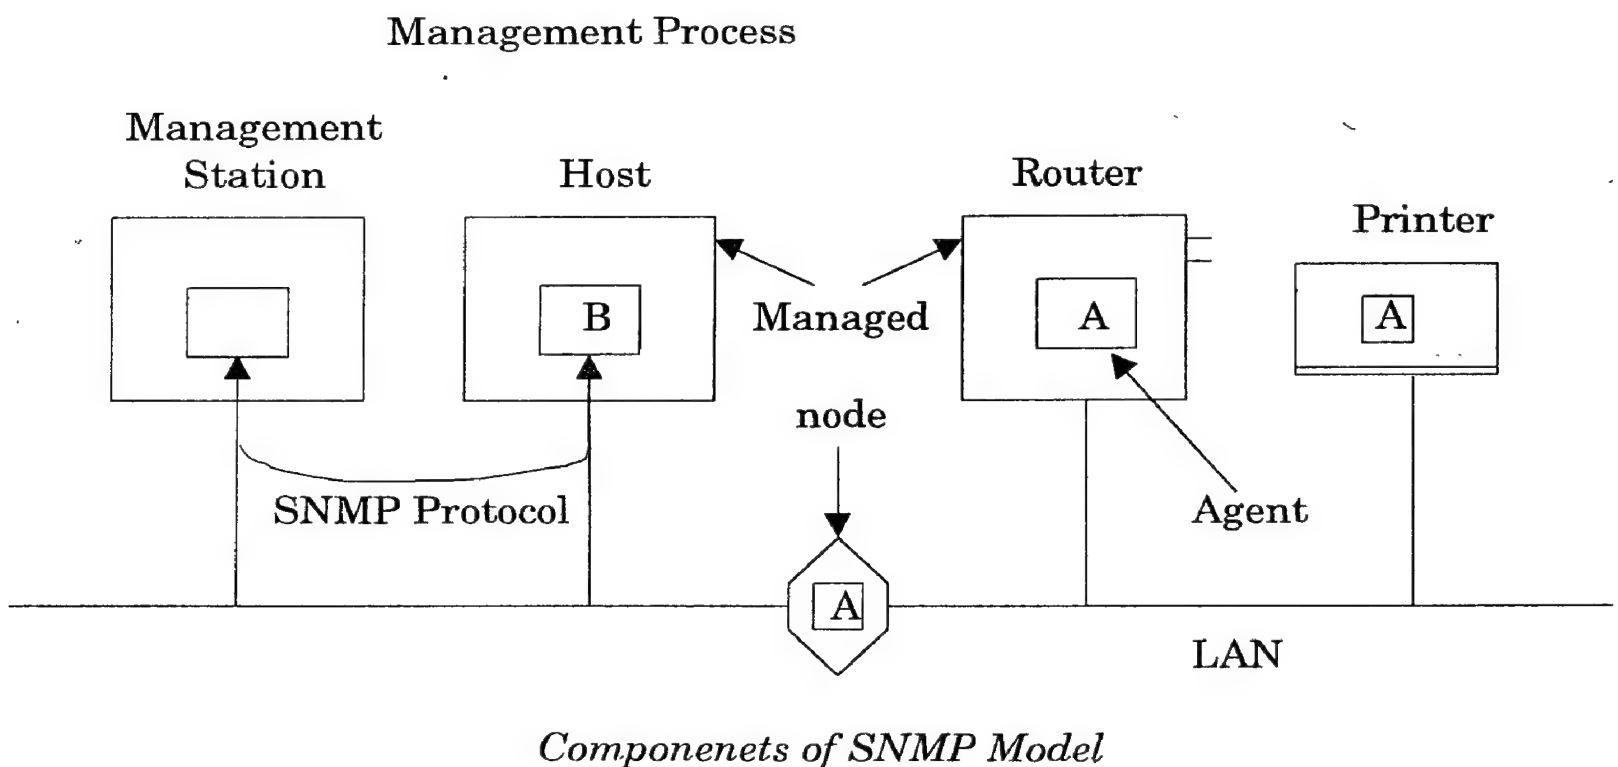 Management Process
Management
Station
Host
Router
Printer
B
Managed
A
A
node
SNMP Protocol
Agent
A
LAN
Componenets of SNMP Model